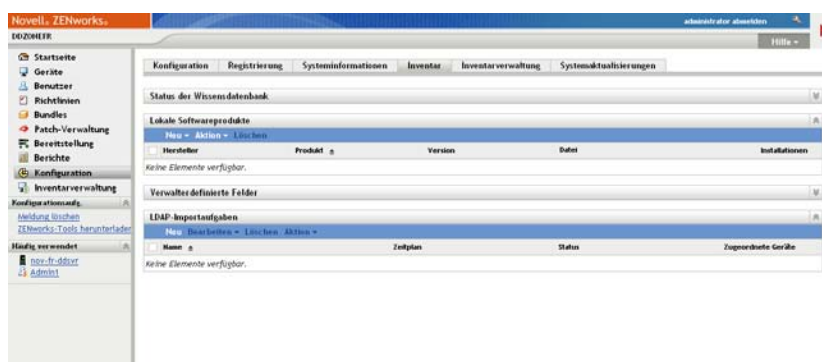 Novell® ZENworks®
administrator abmelden
DDZONEFR
Hilfe
Startseite
Geräte
Benutzer
Richtlinien
Bundles
Patch-Verwaltung
Bereitstellung
Berichte
Konfiguration
Inventarverwaltung
Konfigurationsaufg.
Meldung löschen
ZENworks-Tools herunterladen
Häufig verwendet
nov-fr-ddsvr
Admin1
Konfiguration Registrierung Systeminformationen Inventar Inventarverwaltung Systemaktualisierungen
Status der Wissensdatenbank
Lokale Softwareprodukte
Neu Aktion Löschen
Hersteller Produkt Version Datei Installationen
Keine Elemente verfügbar.
Verwalterdefinierte Felder
LDAP-Importaufgaben
Neu Bearbeiten Löschen Aktion
Name Zeitplan Status Zugeordnete Geräte
Keine Elemente verfügbar.